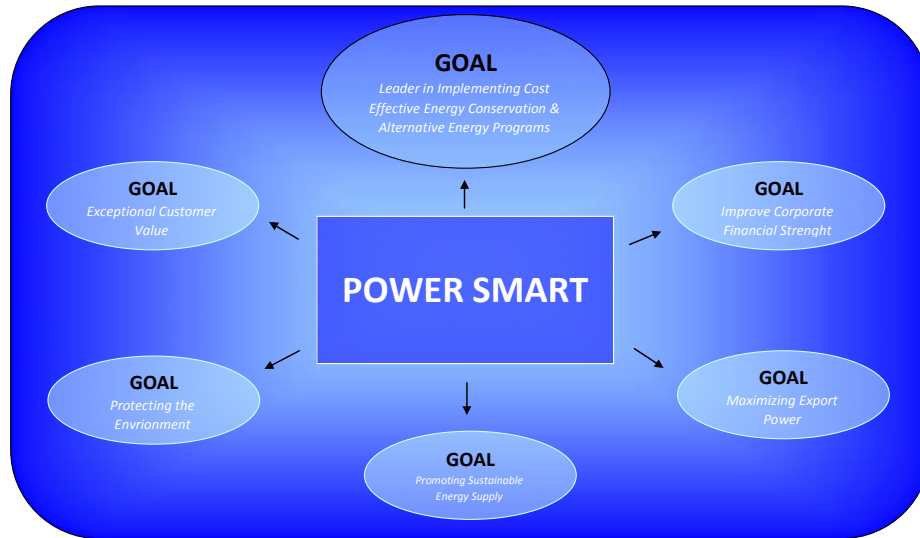 GOAL
Leader in Implementing Cost
Effective Energy Conservation &
Alternative Energy Programs
GOAL
Exceptional Customer
Value
GOAL
Improve Corporate
Financial Strenght
POWER SMART
GOAL
Protecting the
Envrionment
GOAL
Maximizing Export
Power
GOAL
Promoting Sustainable
Energy Supply